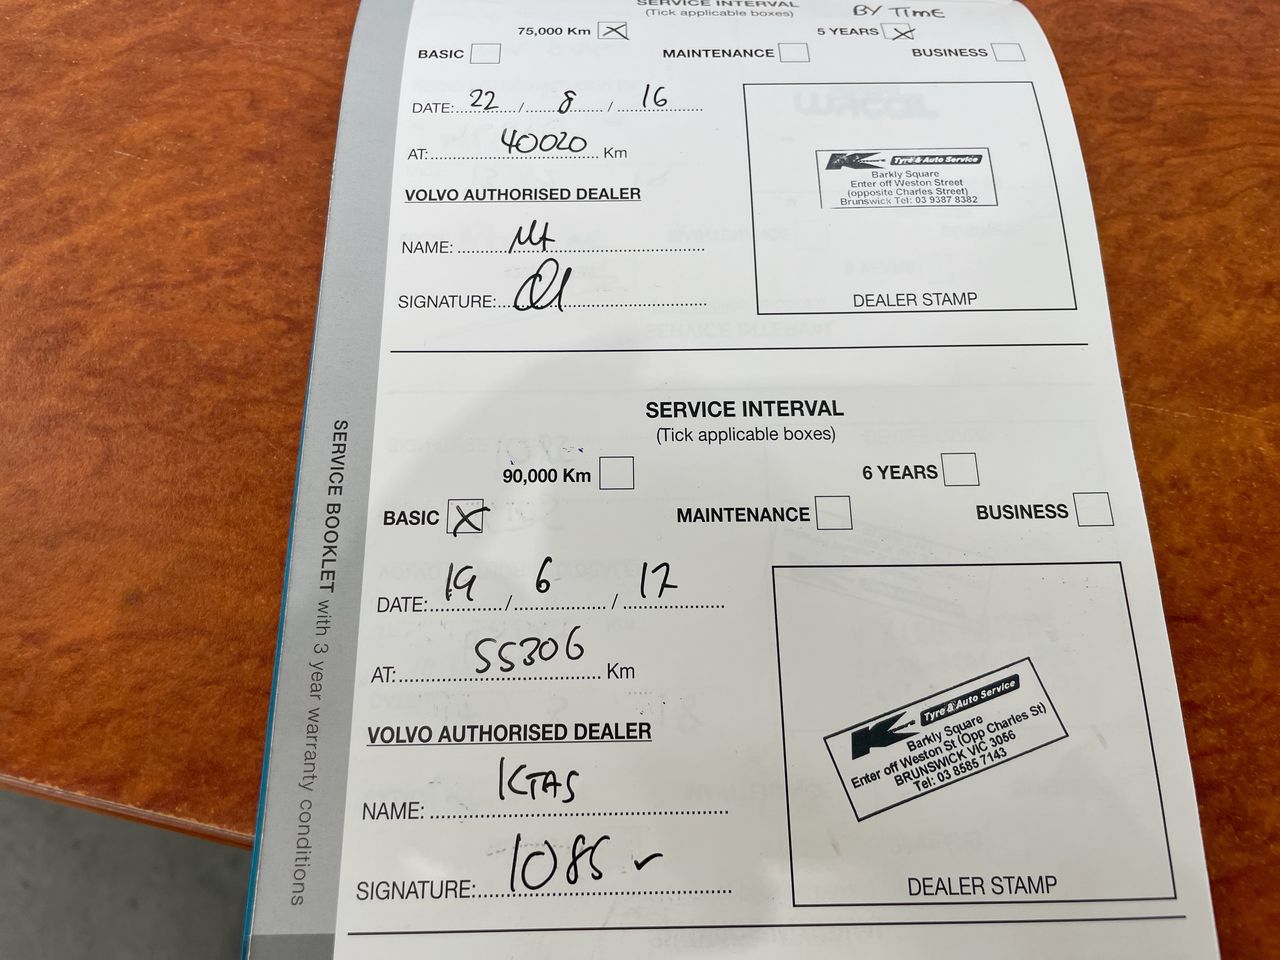 SERVICE INTERVAL
(Tick applicable boxes) BY TIME
75,000 Km 5 YEARS
BASIC MAINTENANCE BUSINESS
DATE: 22 / 8 / 16
AT: 40020 Km
VOLVO AUTHORISED DEALER
NAME:
SIGNATURE:
Tyre & Auto Service
Barkly Square
Enter off Weston Street
(opposite Charles Street)
Brunswick Tel: 03 9387 8382
DEALER STAMP
SERVICE INTERVAL
(Tick applicable boxes)
90,000 Km 6 YEARS
BASIC MAINTENANCE BUSINESS
DATE: 19 / 6 / 17
AT: 55306 Km
VOLVO AUTHORISED DEALER
NAME: KTAS
SIGNATURE: 1085
Tyre & Auto Service
Barkly Square
Enter off Weston St (Opp Charles St)
BRUNSWICK VIC 3056
Tel: 03 8585 7143
DEALER STAMP
SERVICE BOOKLET with 3 year warranty conditions